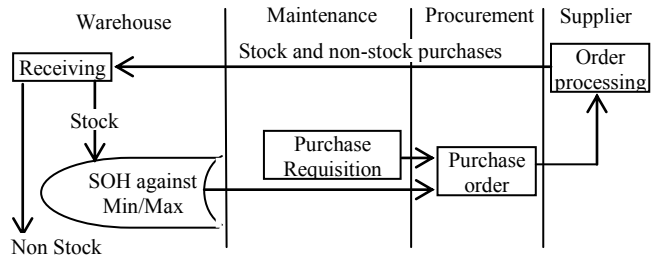 Warehouse
Maintenance
Procurement
Supplier
Stock and non-stock purchases
Receiving
Order
processing
Stock
Purchase
Requisition
Purchase
order
SOH against
Min/Max
Non Stock